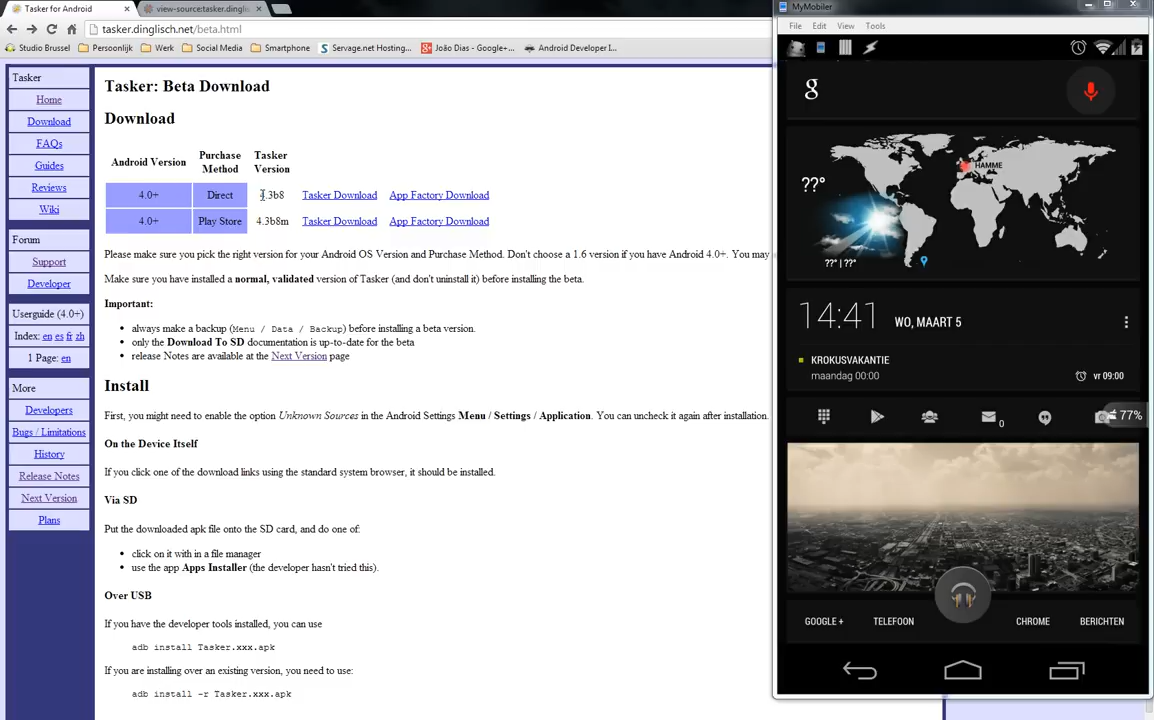 Tasker for Android
view-source:tasker.dinglis
tasker.dinglisch.net/beta.html
Studio Brussel
Persoonlijk
Werk
Social Media
Smartphone
Servage.net Hosting...
João Dias - Google+...
Android Developer I...
Tasker
Home
Download
FAQs
Guides
Reviews
Wiki
Forum
Support
Developer
Userguide (4.0+)
Index: en es fr zh
1 Page: en
More
Developers
Bugs / Limitations
History
Release Notes
Next Version
Plans
Tasker: Beta Download
Download
Android Version
Purchase Method
Tasker Version
4.0+ Direct 4.3b8 Tasker Download App Factory Download
4.0+ Play Store 4.3b8m Tasker Download App Factory Download
Please make sure you pick the right version for your Android OS Version and Purchase Method. Don't choose a 1.6 version if you have Android 4.0+. You may
Make sure you have installed a normal, validated version of Tasker (and don't uninstall it) before installing the beta.
Important:
always make a backup (Menu / Data / Backup) before installing a beta version.
only the Download To SD documentation is up-to-date for the beta
release Notes are available at the Next Version page
Install
First, you might need to enable the option Unknown Sources in the Android Settings Menu / Settings / Application. You can uncheck it again after installation.
On the Device Itself
If you click one of the download links using the standard system browser, it should be installed.
Via SD
Put the downloaded apk file onto the SD card, and do one of:
click on it with in a file manager
use the app Apps Installer (the developer hasn't tried this).
Over USB
If you have the developer tools installed, you can use
adb install Tasker.xxx.apk
If you are installing over an existing version, you need to use:
adb install -r Tasker.xxx.apk
MyMobiler
File Edit View Tools
g
HAMME
??°
??° | ??°
14:41 WO, MAART 5
KROKUSVAKANTIE
maandag 00:00
vr 09:00
0
77%
GOOGLE + TELEFOON CHROME BERICHTEN